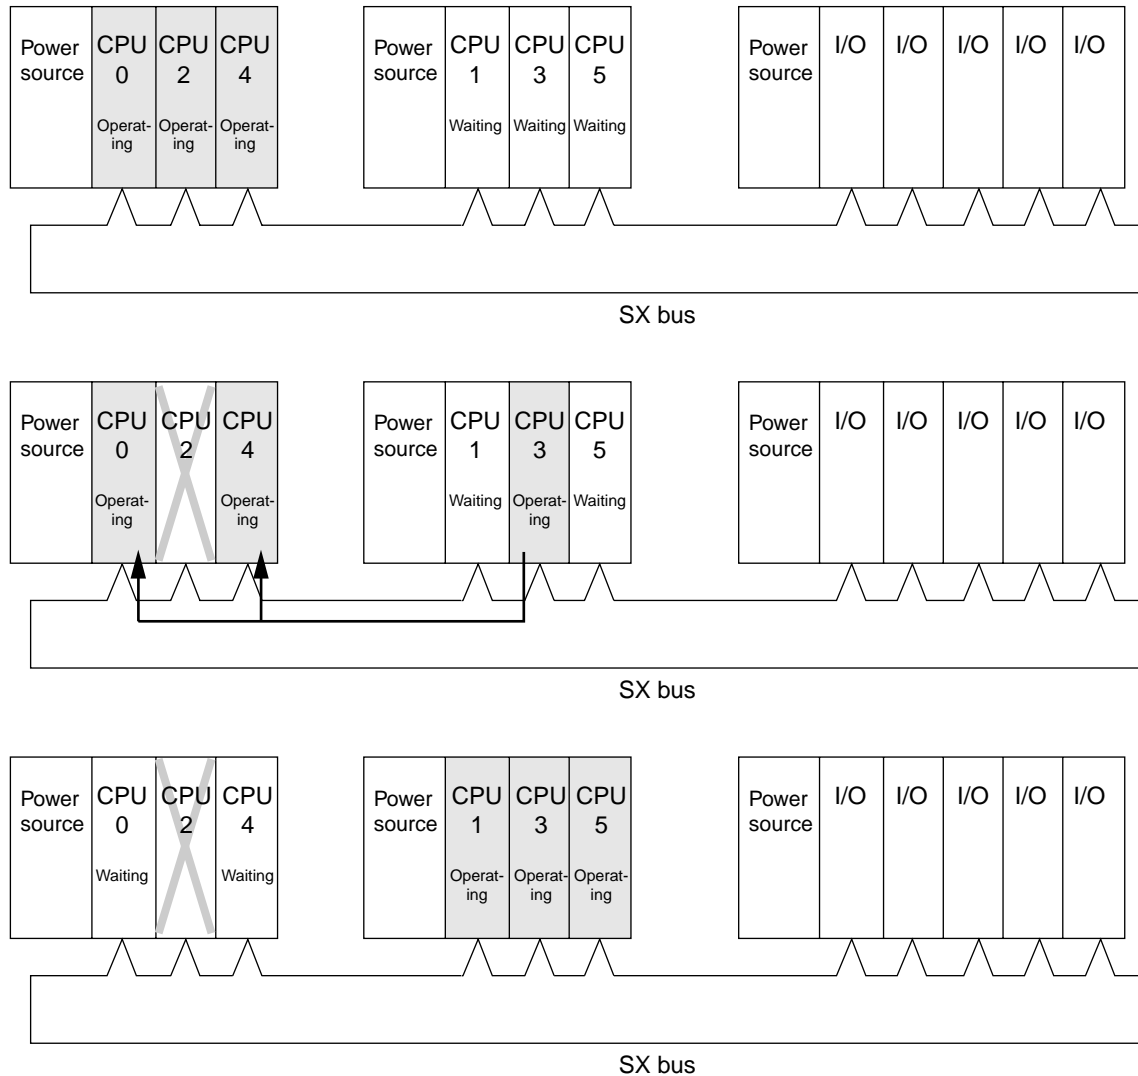 Power
source
CPU
0
Operat-
ing
CPU
2
Operat-
ing
CPU
4
Operat-
ing
Power
source
CPU
1
Waiting
CPU
3
Waiting
CPU
5
Waiting
Power
source
I/O
I/O
I/O
I/O
I/O
SX bus
Power
source
CPU
0
Operat-
ing
CPU
2
CPU
4
Operat-
ing
Power
source
CPU
1
Waiting
CPU
3
Operat-
ing
CPU
5
Waiting
Power
source
I/O
I/O
I/O
I/O
I/O
SX bus
Power
source
CPU
0
Waiting
CPU
2
CPU
4
Waiting
Power
source
CPU
1
Operat-
ing
CPU
3
Operat-
ing
CPU
5
Operat-
ing
Power
source
I/O
I/O
I/O
I/O
I/O
SX bus